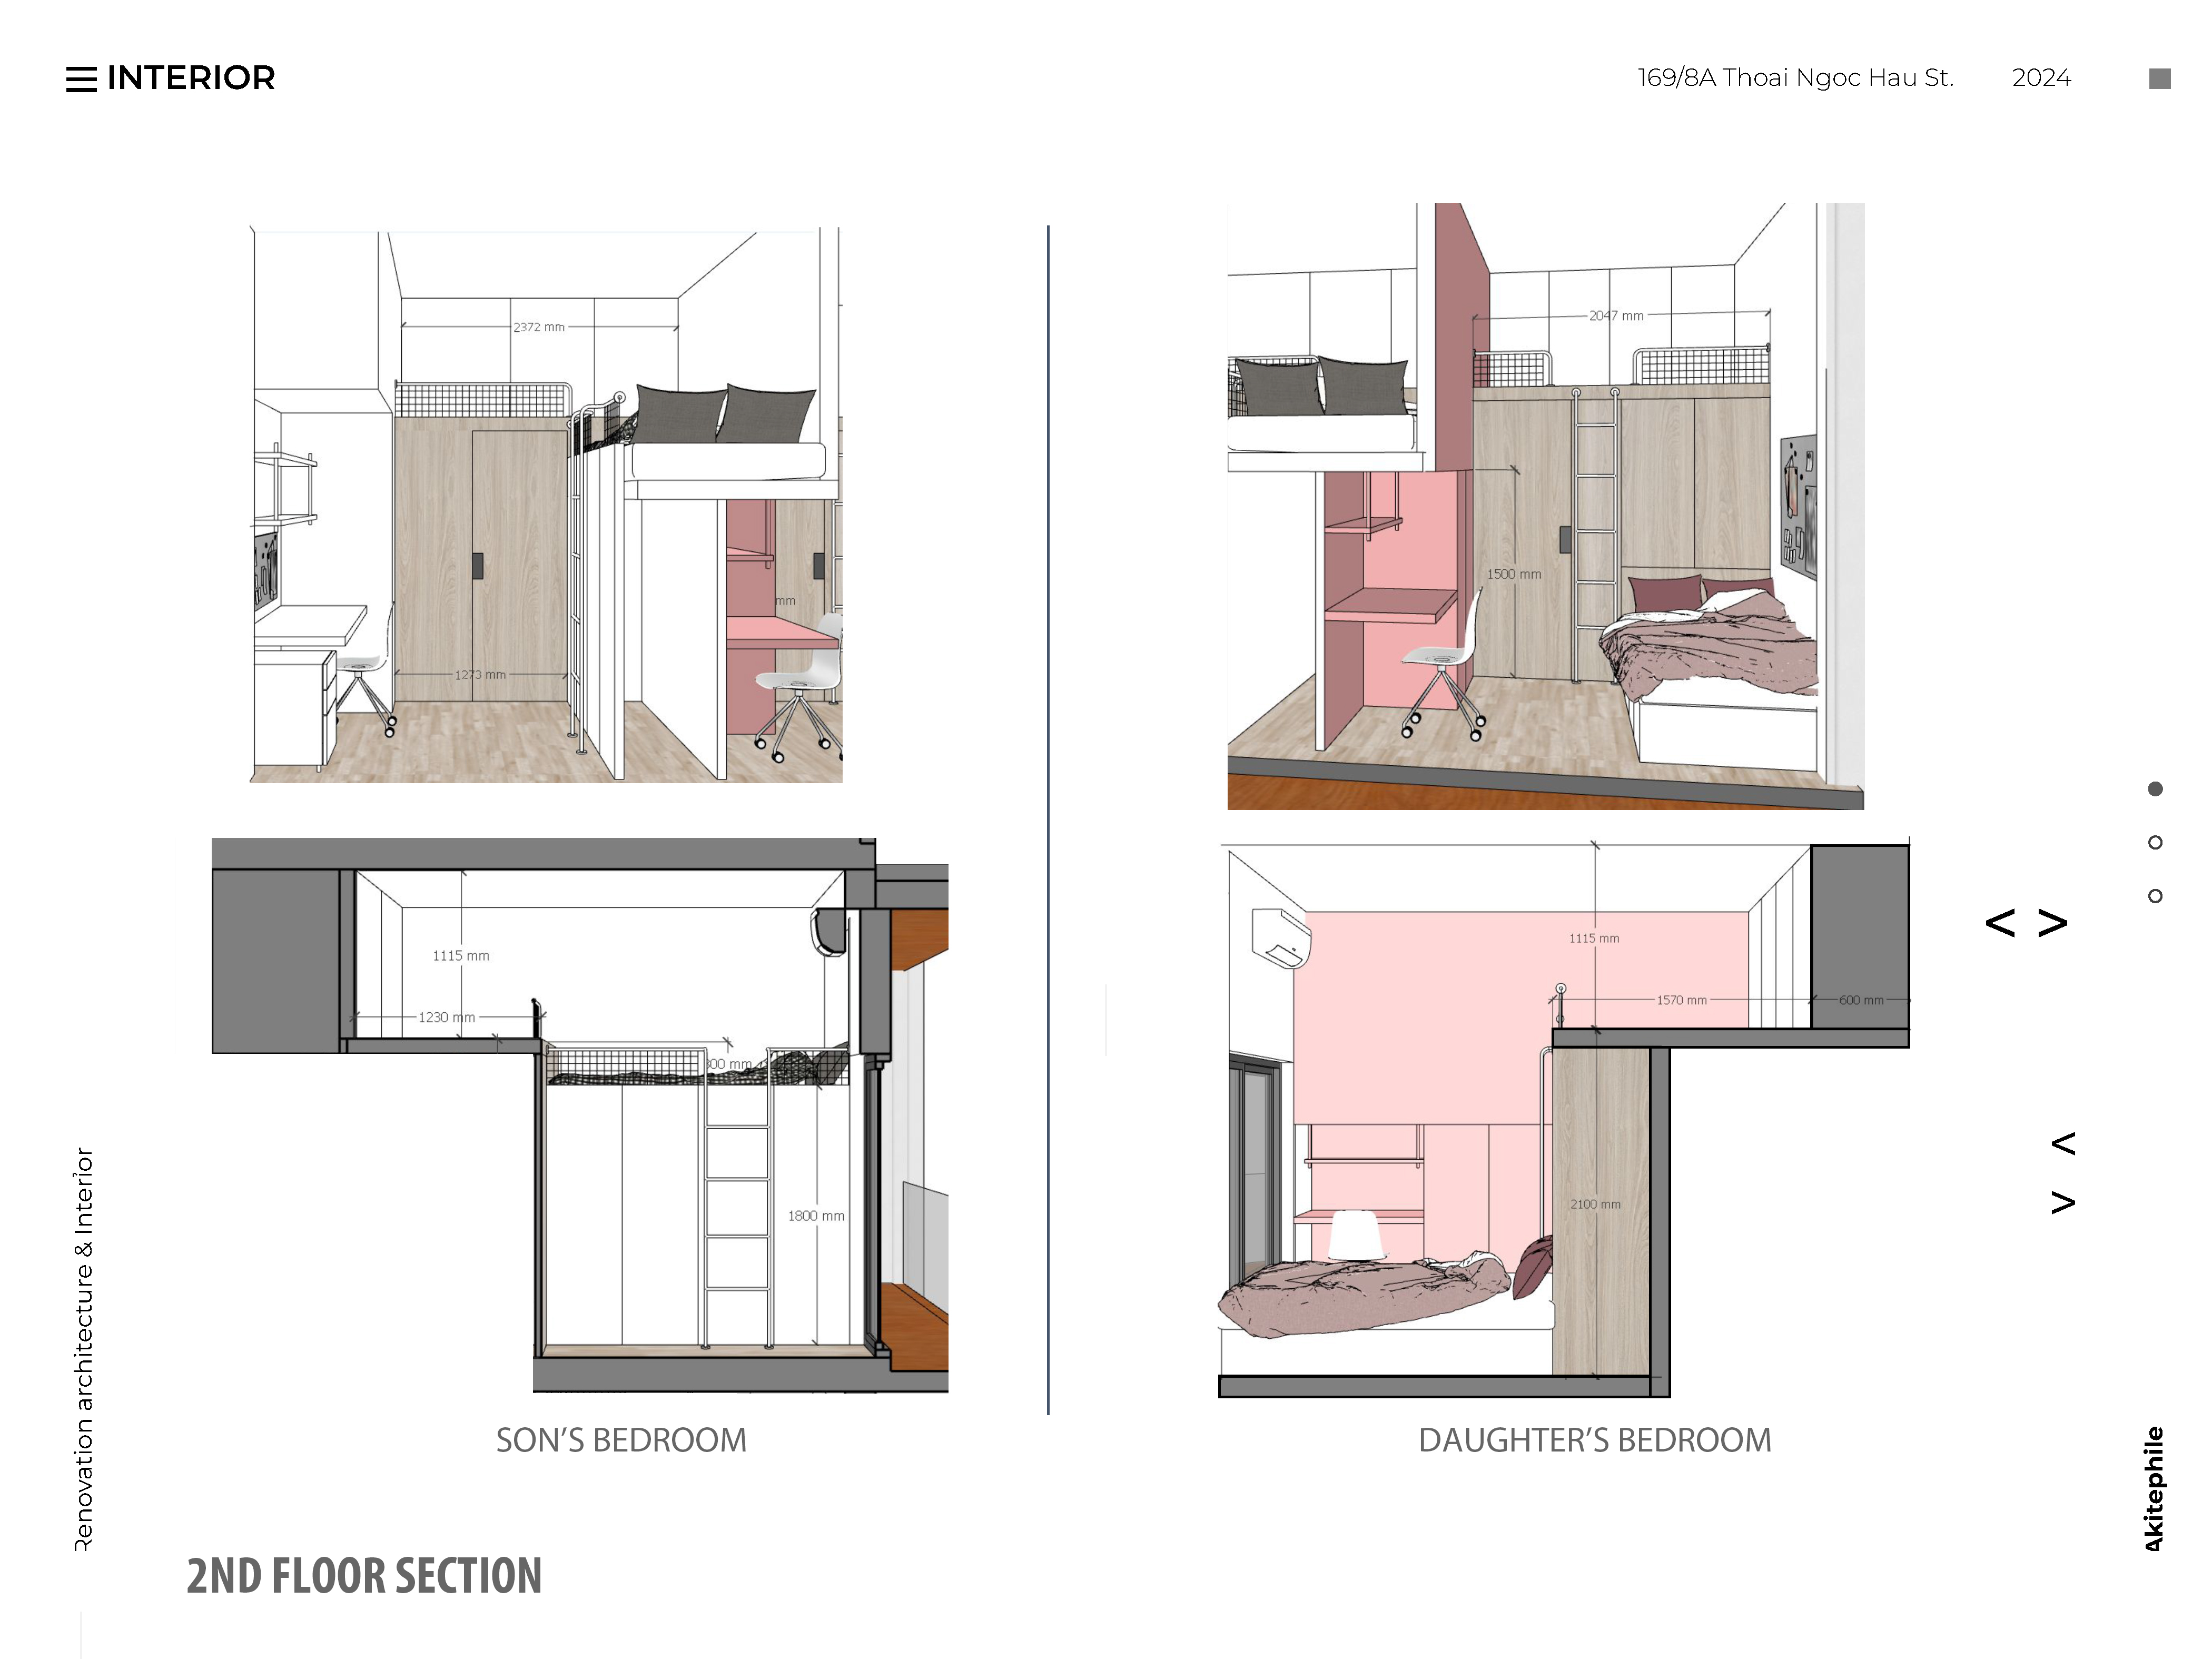 INTERIOR
169/8A Thoai Ngoc Hau St.
2024
2372 mm
1273 mm
mm
2047 mm
1500 mm
1115 mm
1230 mm
00 mm
1800 mm
1115 mm
1570 mm
600 mm
2100 mm
< >
<
>
SON'S BEDROOM
DAUGHTER'S BEDROOM
Renovation architecture & Interior
Akitephile
2ND FLOOR SECTION